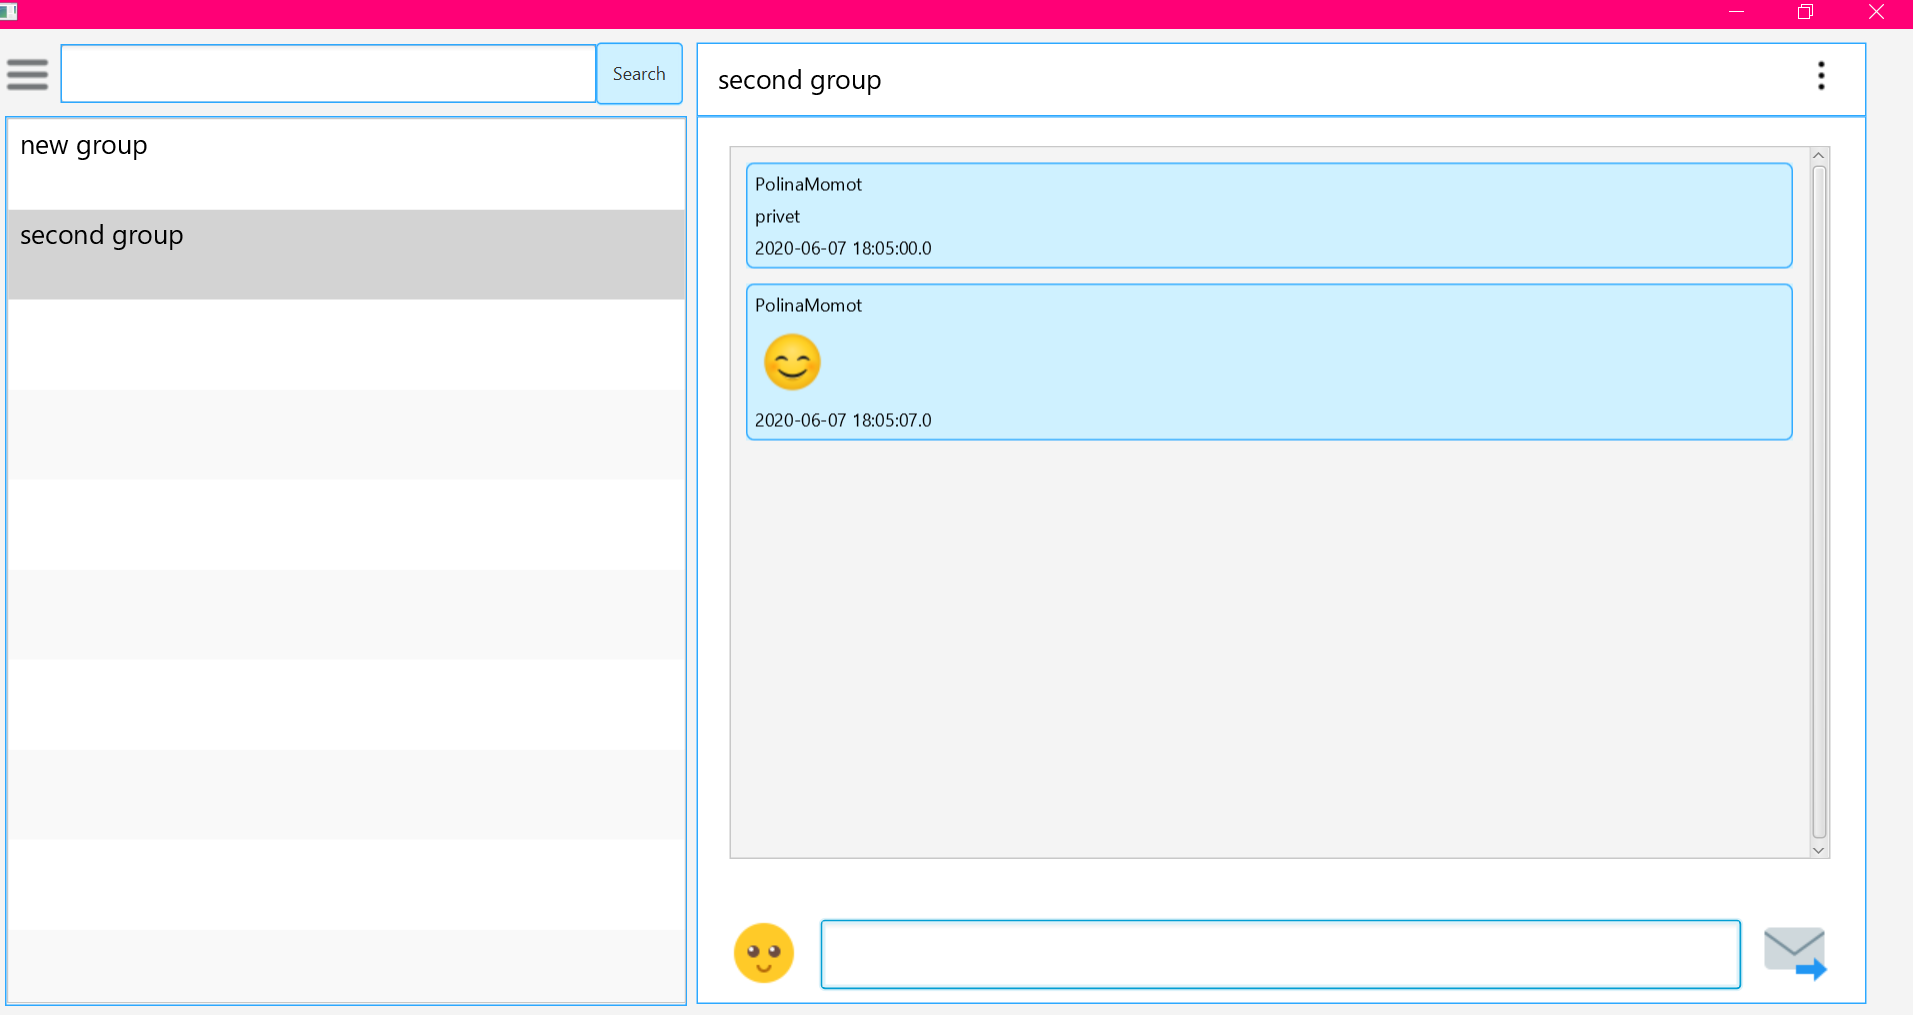 Search
new group
second group
second group
PolinaMomot
privet
2020-06-07 18:05:00.0
PolinaMomot
😊
2020-06-07 18:05:07.0